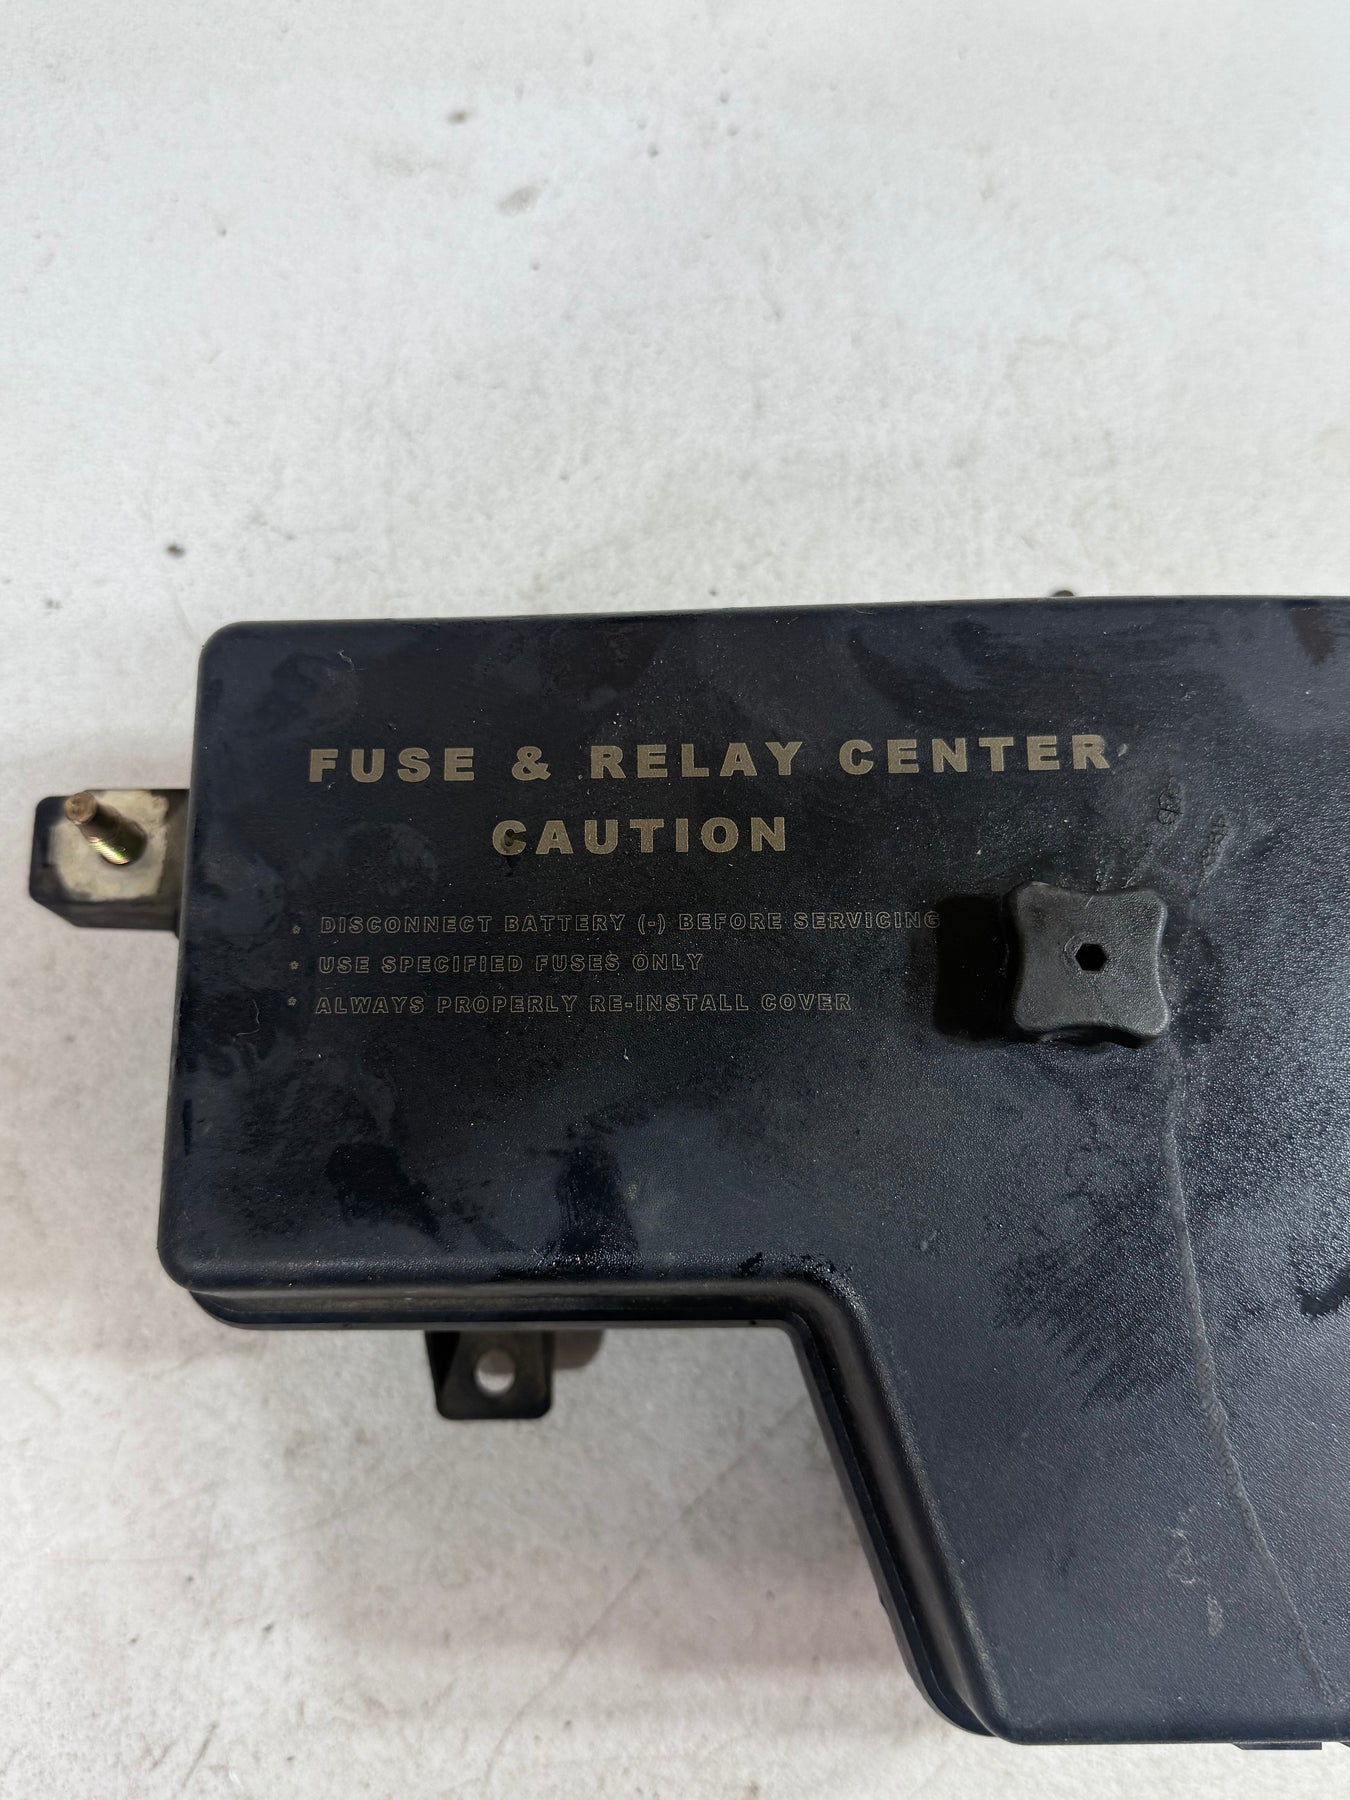 FUSE & RELAY CENTER
CAUTION
* DISCONNECT BATTERY (-) BEFORE SERVICING
* USE SPECIFIED FUSES ONLY
* ALWAYS PROPERLY RE-INSTALL COVER